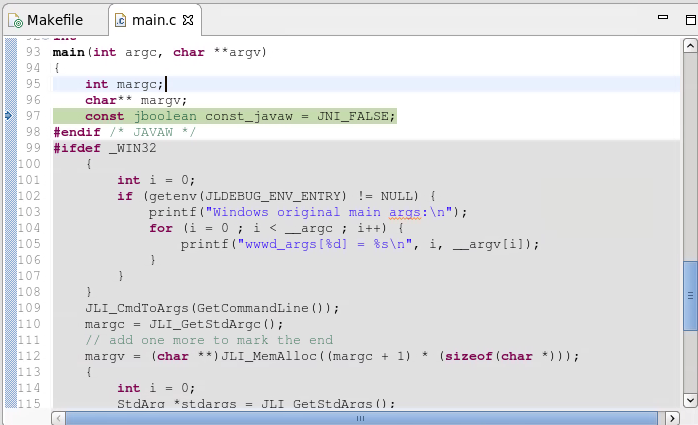 Makefile
main.c
93 main(int argc, char **argv)
94 {
95 int margc;
96 char** margv;
97 const jboolean const_javaw = JNI_FALSE;
98 #endif /* JAVAW */
99 #ifdef _WIN32
100 {
101 int i = 0;
102 if (getenv(JLDEBUG_ENV_ENTRY) != NULL) {
103 printf("Windows original main args:\n");
104 for (i = 0 ; i < __argc ; i++) {
105 printf("wwwd_args[%d] = %s\n", i, __argv[i]);
106 }
107 }
108 }
109 JLI_CmdToArgs(GetCommandLine());
110 margc = JLI_GetStdArgc();
111 // add one more to mark the end
112 margv = (char **)JLI_MemAlloc((margc + 1) * (sizeof(char *)));
113 {
114 int i = 0;
115 StdArg *stdargs = JLI_GetStdArgs();